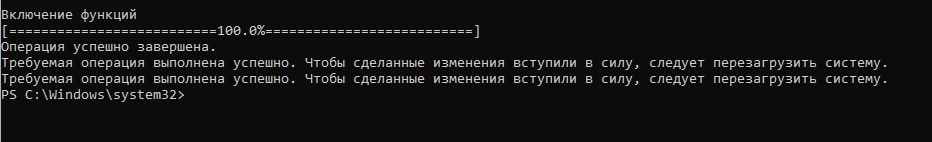 Включение функций
[==========================100.0%==========================]
Операция успешно завершена.
Требуемая операция выполнена успешно. Чтобы сделанные изменения вступили в силу, следует перезагрузить систему.
Требуемая операция выполнена успешно. Чтобы сделанные изменения вступили в силу, следует перезагрузить систему.
PS C:\Windows\system32>